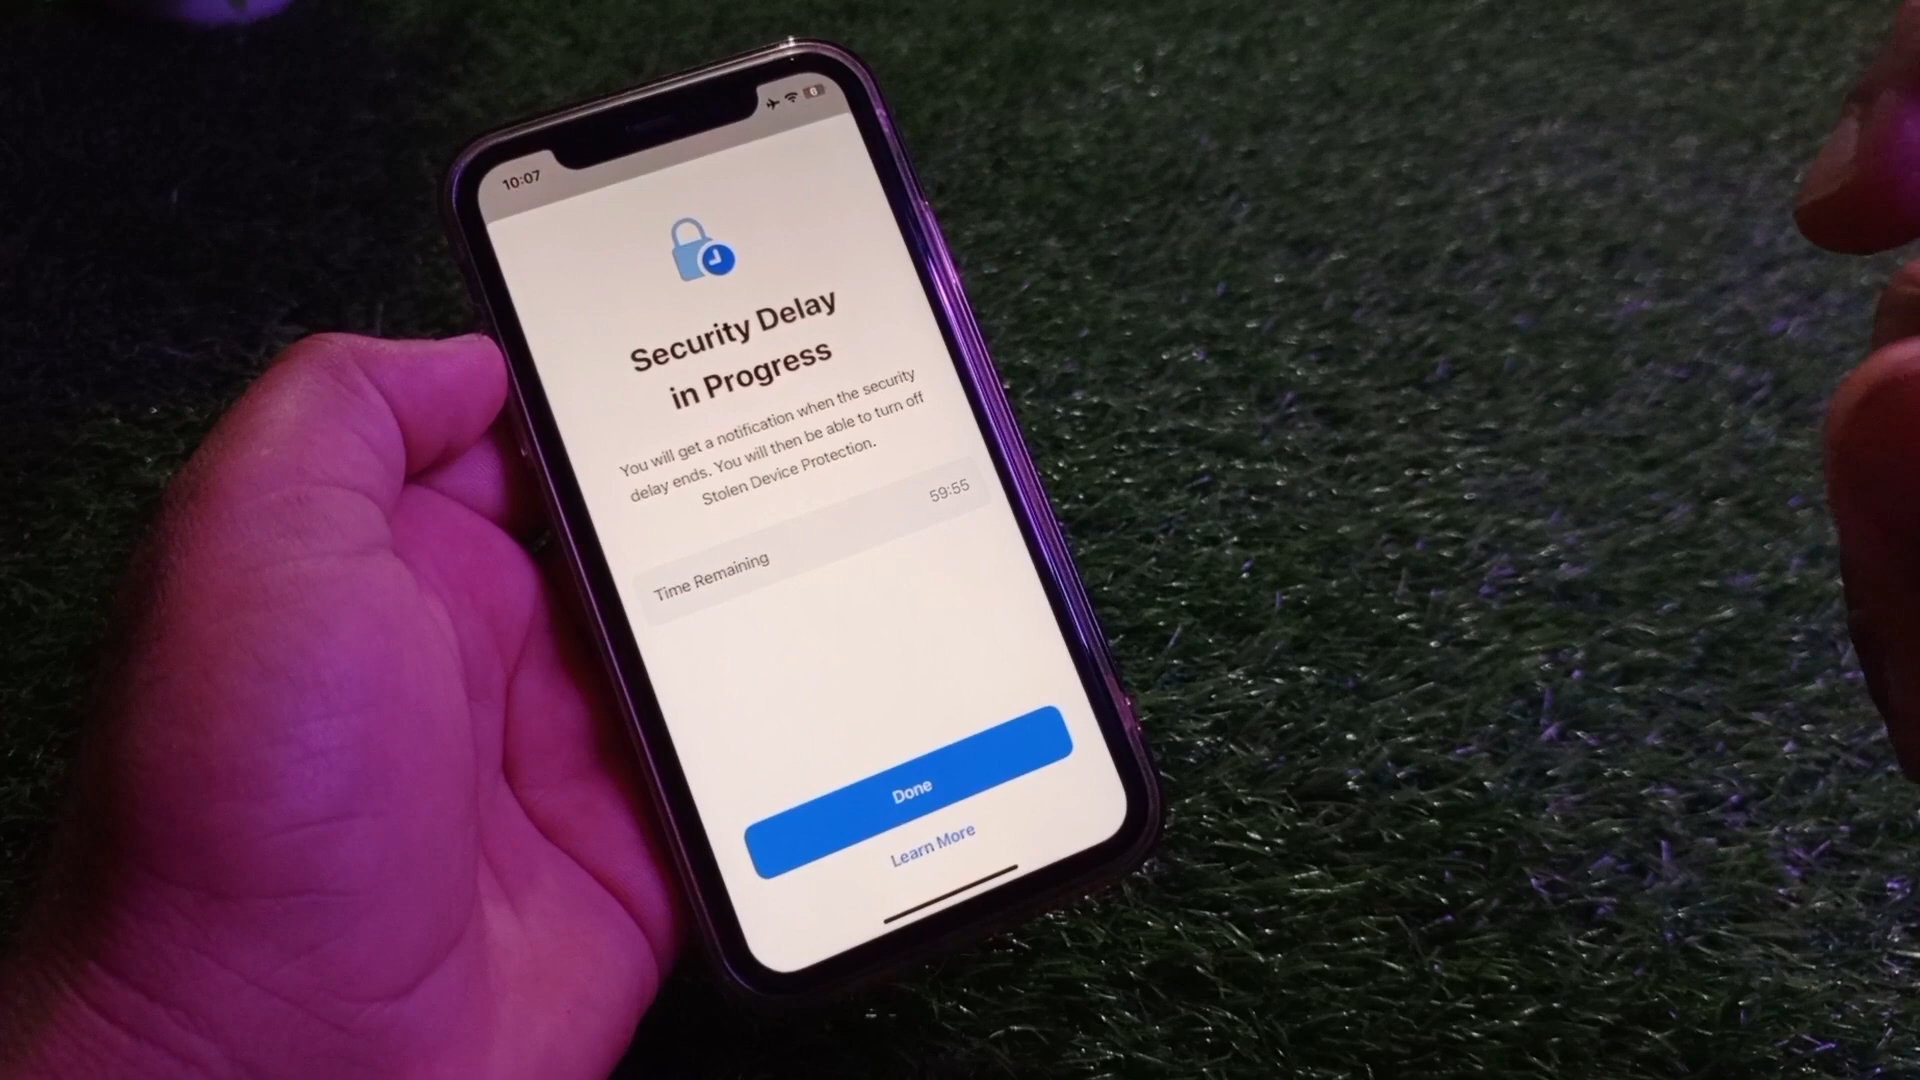 10:07
6
Security Delay
in Progress
You will get a notification when the security
delay ends. You will then be able to turn off
Stolen Device Protection.
Time Remaining 59:55
Done
Learn More